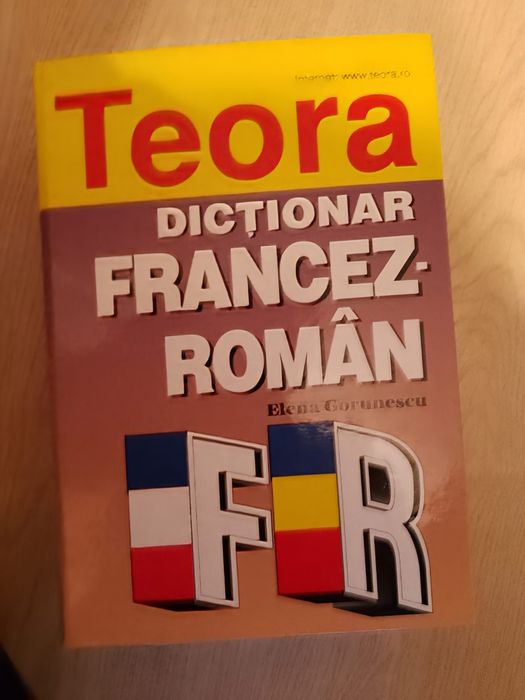 Internet: www.teora.ro
Teora
DICȚIONAR
FRANCEZ-
ROMÂN
Elena Gorunescu
FR